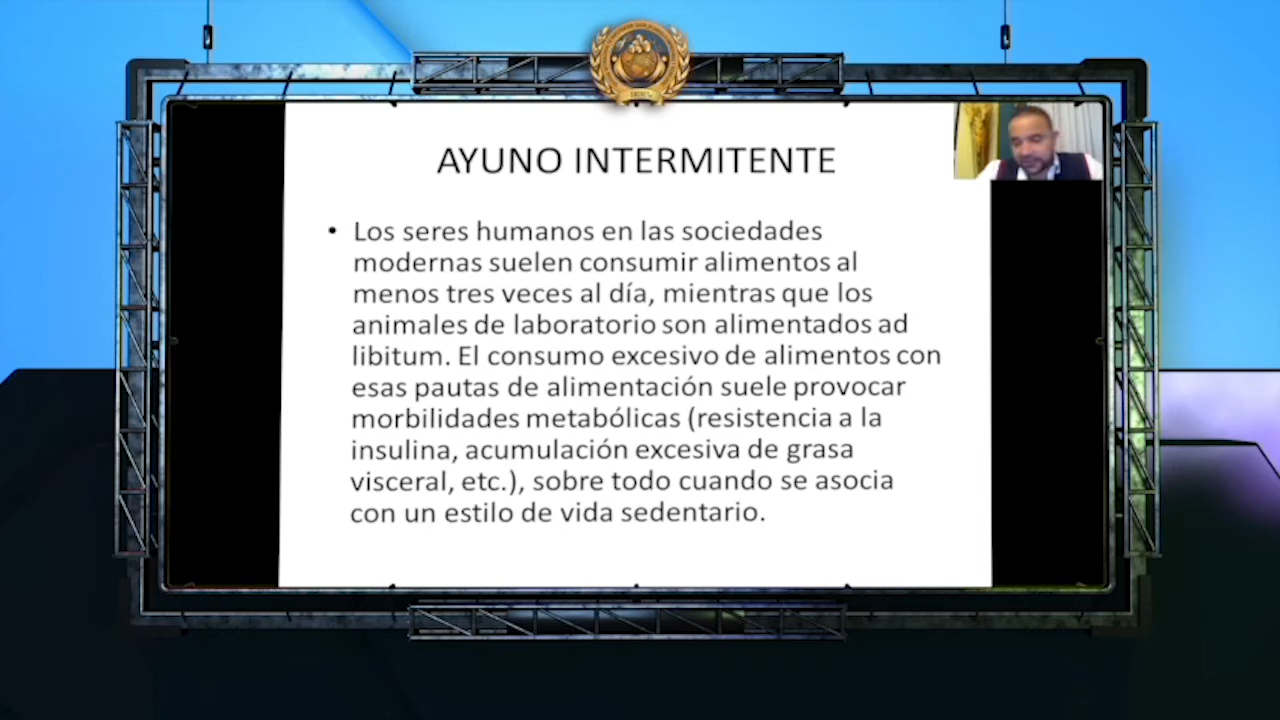 AYUNO INTERMITENTE
• Los seres humanos en las sociedades
modernas suelen consumir alimentos al
menos tres veces al día, mientras que los
animales de laboratorio son alimentados ad
libitum. El consumo excesivo de alimentos con
esas pautas de alimentación suele provocar
morbilidades metabólicas (resistencia a la
insulina, acumulación excesiva de grasa
visceral, etc.), sobre todo cuando se asocia
con un estilo de vida sedentario.